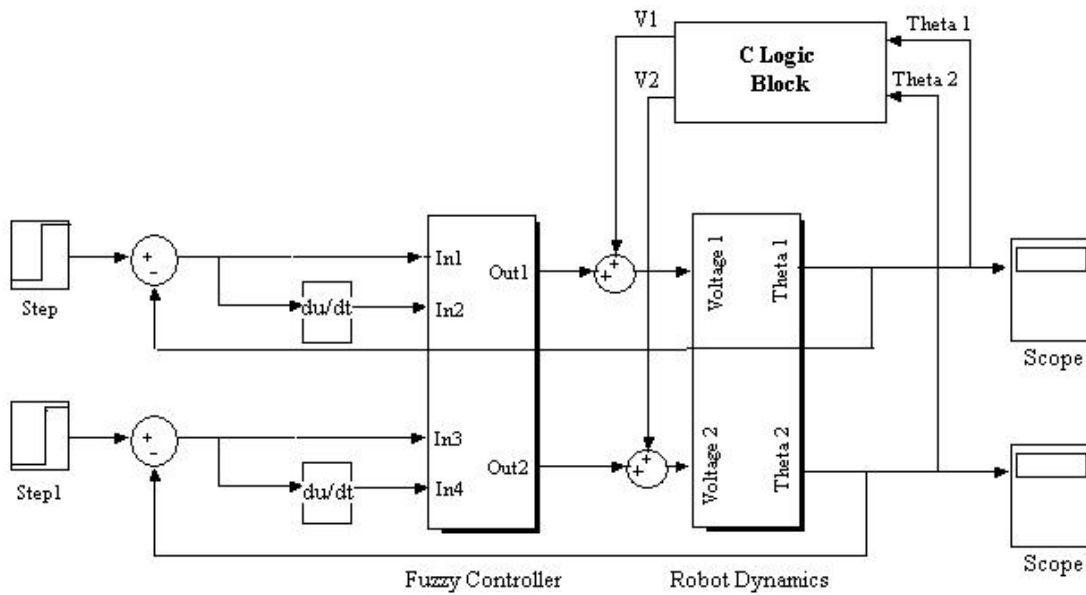 V1
Theta 1
C Logic
Block
V2
Theta 2
Step
+
-
du/dt
In1
In2
Out1
+
+
Voltage 1
Theta 1
Scope
Step1
+
-
du/dt
In3
In4
Out2
+
+
Voltage 2
Theta 2
Scope
Fuzzy Controller
Robot Dynamics